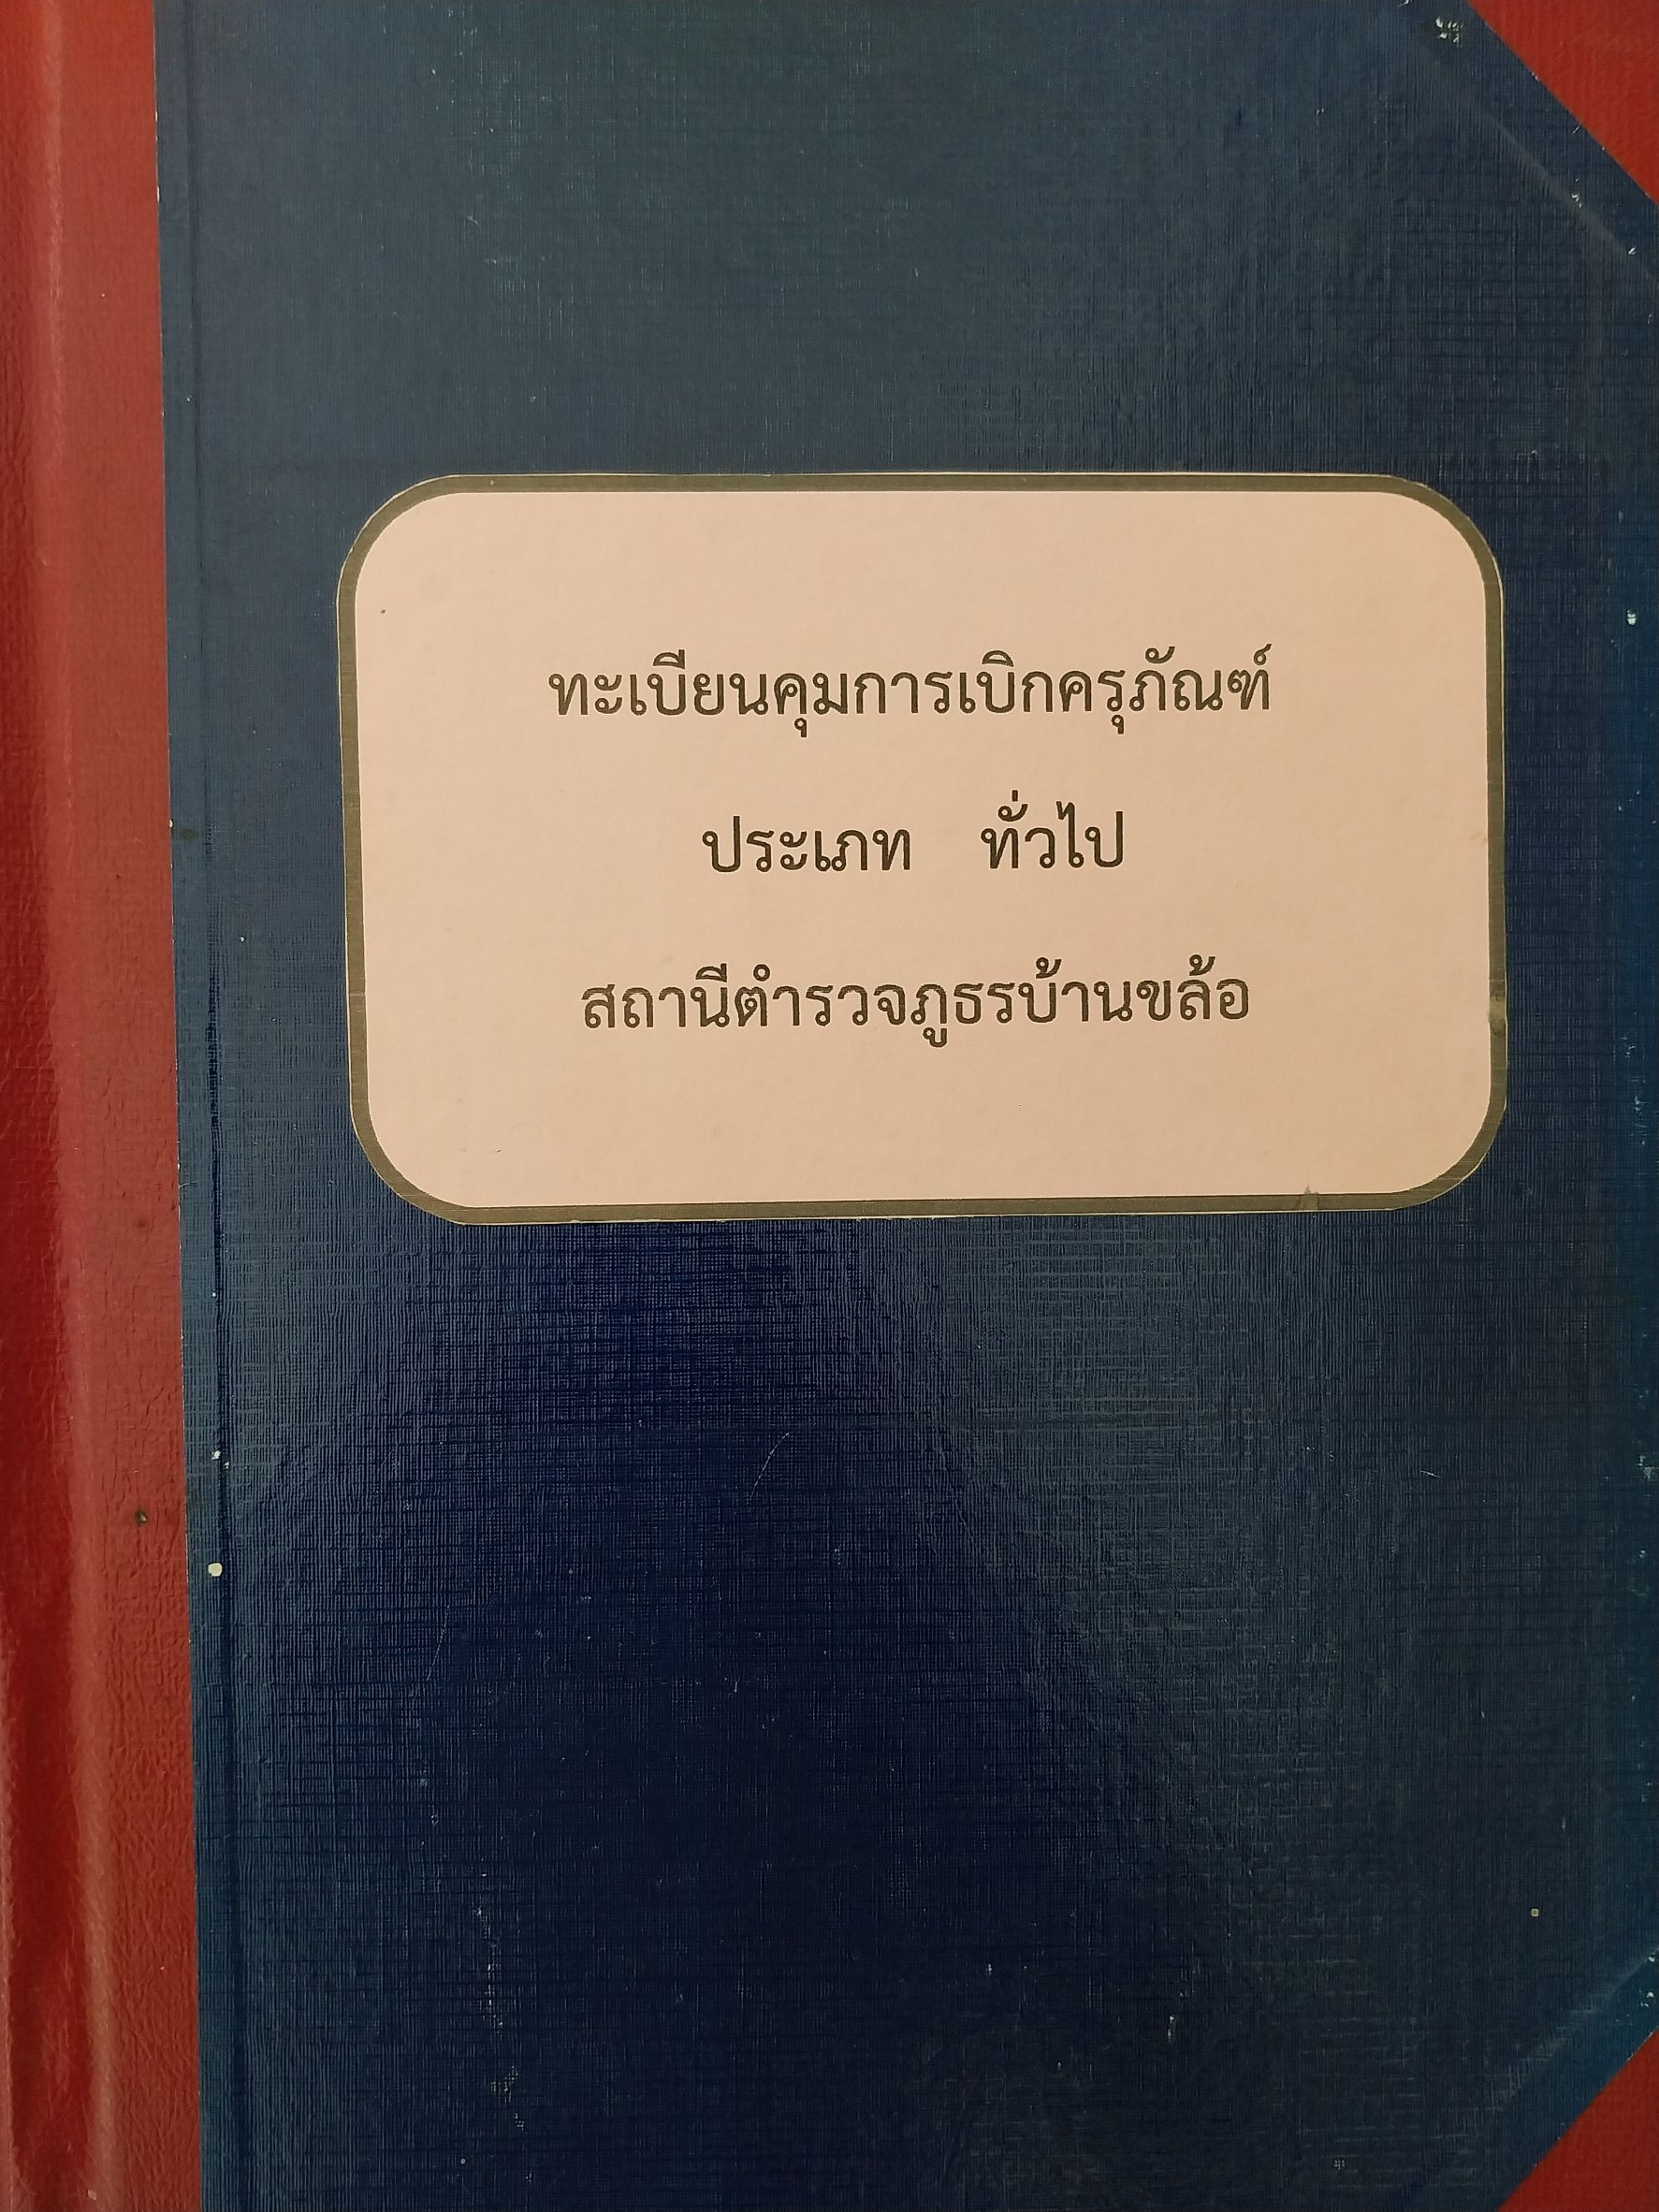 ทะเบียนคุมการเบิกครุภัณฑ์
ประเภท ทั่วไป
สถานีตำรวจภูธรบ้านขล้อ